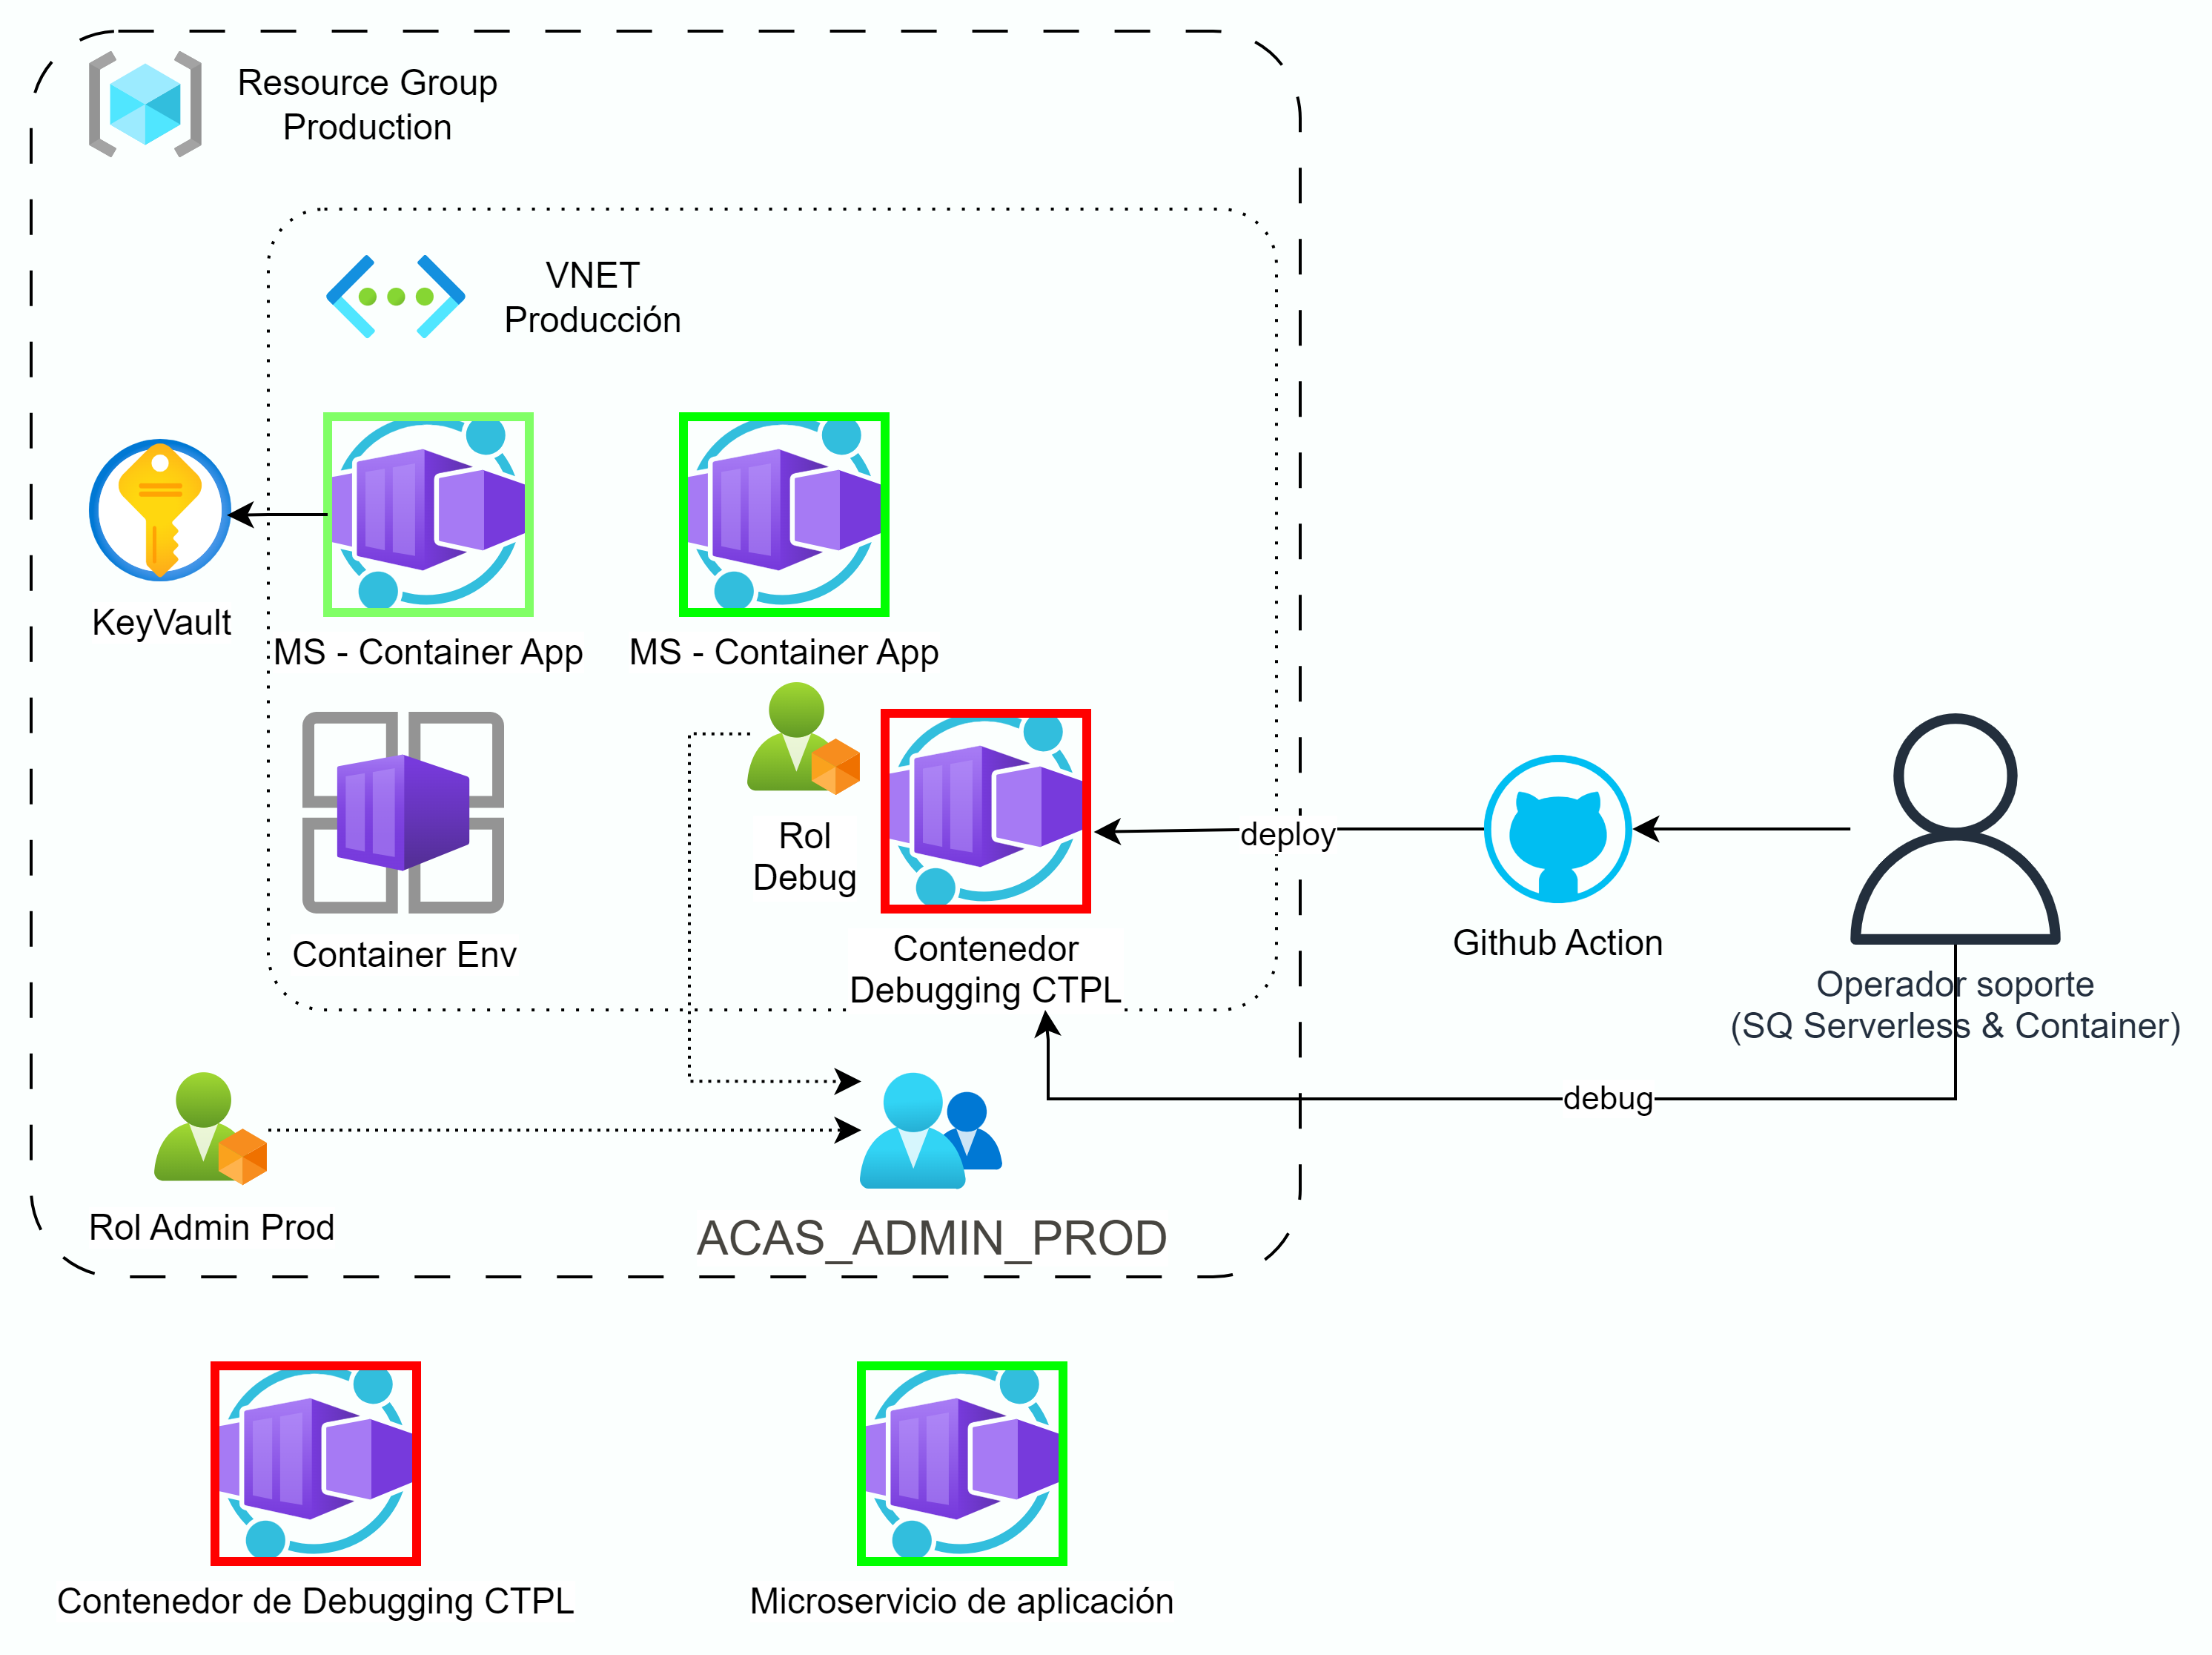 Resource Group
Production
VNET
Producción
KeyVault
MS - Container App
MS - Container App
Rol
Debug
deploy
Container Env
Contenedor
Debugging CTPL
Github Action
Operador soporte
(SQ Serverless & Container)
debug
Rol Admin Prod
ACAS_ADMIN_PROD
Contenedor de Debugging CTPL
Microservicio de aplicación